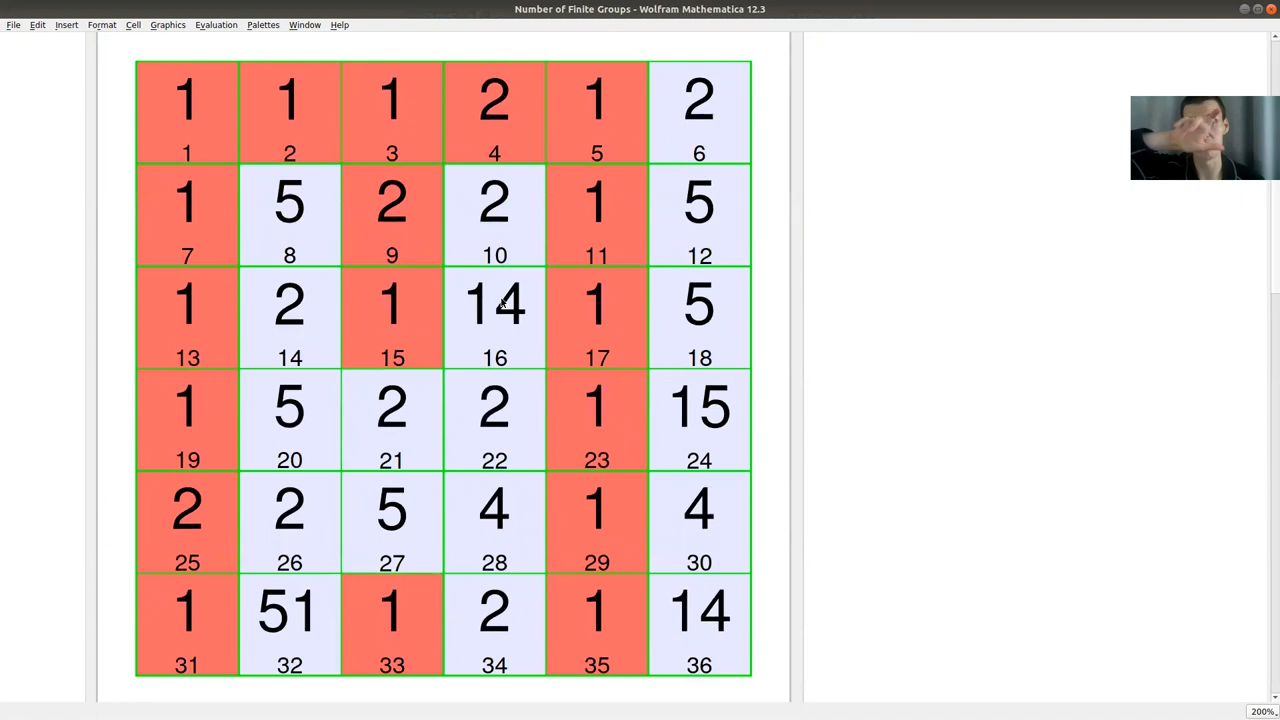 Number of Finite Groups - Wolfram Mathematica 12.3
File Edit Insert Format Cell Graphics Evaluation Palettes Window Help
1 1 1 2 1 2
1 2 3 4 5 6
1 5 2 2 1 5
7 8 9 10 11 12
1 2 1 14 1 5
13 14 15 16 17 18
1 5 2 2 1 15
19 20 21 22 23 24
2 2 5 4 1 4
25 26 27 28 29 30
1 51 1 2 1 14
31 32 33 34 35 36
200%